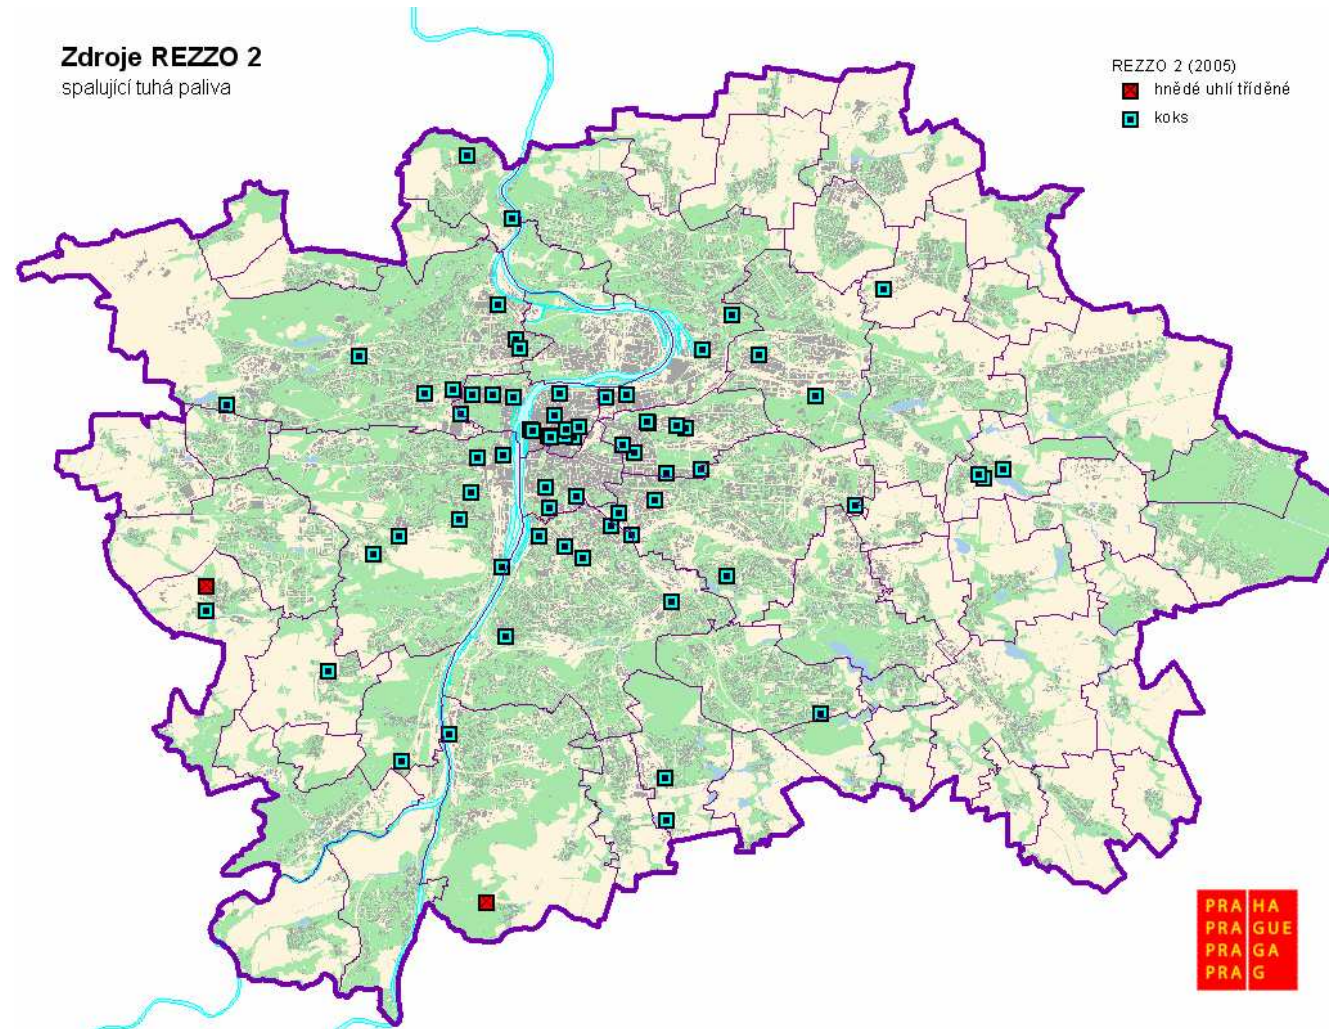 Zdroje REZZO 2
spalující tuhá paliva
REZZO 2 (2005)
hnědé uhlí tříděné
koks
PRA HA
PRA GUE
PRA GA
PRA G